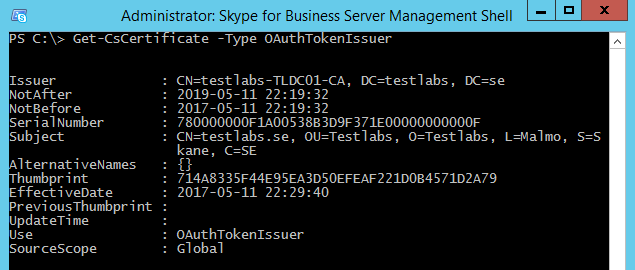 Administrator: Skype for Business Server Management Shell
PS C:\> Get-CsCertificate -Type OAuthTokenIssuer
Issuer : CN=testlabs-TLDC01-CA, DC=testlabs, DC=se
NotAfter : 2019-05-11 22:19:32
NotBefore : 2017-05-11 22:19:32
SerialNumber : 780000000F1A00538B3D9F371E00000000000F
Subject : CN=testlabs.se, OU=Testlabs, O=Testlabs, L=Malmo, S=S
kane, C=SE
AlternativeNames : {}
Thumbprint : 714A8335F44E95EA3D50EFEAF221D0B4571D2A79
EffectiveDate : 2017-05-11 22:29:40
PreviousThumbprint :
UpdateTime :
Use : OAuthTokenIssuer
SourceScope : Global